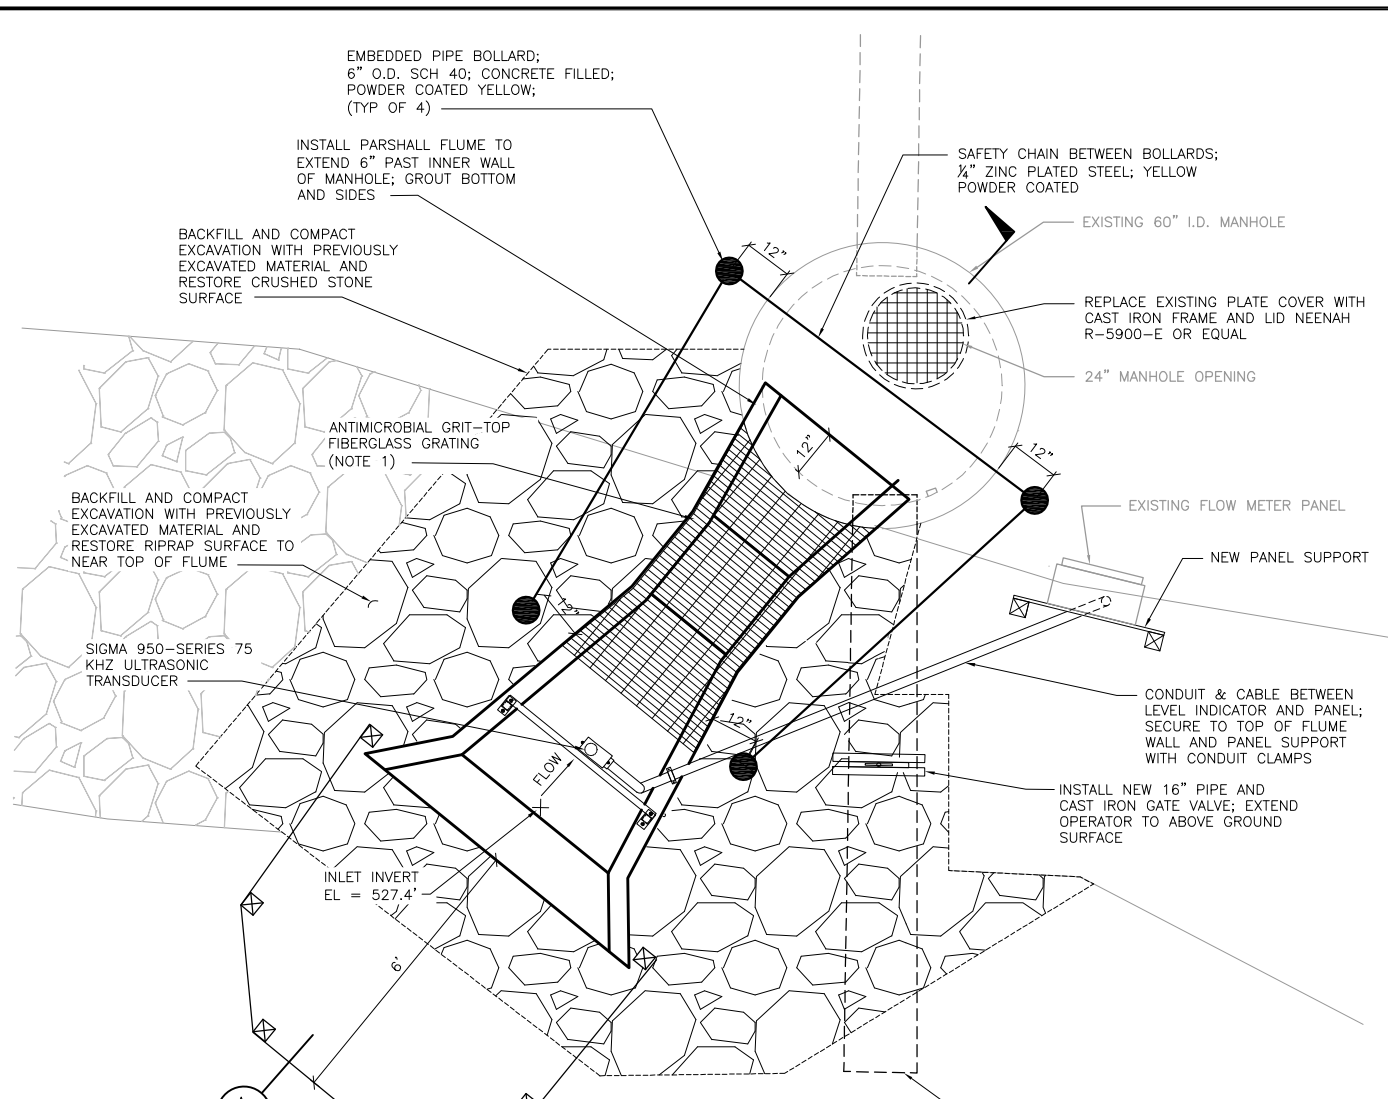 EMBEDDED PIPE BOLLARD;
6" O.D. SCH 40; CONCRETE FILLED;
POWDER COATED YELLOW;
(TYP OF 4)
INSTALL PARSHALL FLUME TO
EXTEND 6" PAST INNER WALL
OF MANHOLE; GROUT BOTTOM
AND SIDES
SAFETY CHAIN BETWEEN BOLLARDS;
¼" ZINC PLATED STEEL; YELLOW
POWDER COATED
EXISTING 60" I.D. MANHOLE
BACKFILL AND COMPACT
EXCAVATION WITH PREVIOUSLY
EXCAVATED MATERIAL AND
RESTORE CRUSHED STONE
SURFACE
12"
REPLACE EXISTING PLATE COVER WITH
CAST IRON FRAME AND LID NEENAH
R-5900-E OR EQUAL
24" MANHOLE OPENING
ANTIMICROBIAL GRIT-TOP
FIBERGLASS GRATING
(NOTE 1)
12"
12"
BACKFILL AND COMPACT
EXCAVATION WITH PREVIOUSLY
EXCAVATED MATERIAL AND
RESTORE RIPRAP SURFACE TO
NEAR TOP OF FLUME
EXISTING FLOW METER PANEL
NEW PANEL SUPPORT
12"
SIGMA 950-SERIES 75
KHZ ULTRASONIC
TRANSDUCER
12"
CONDUIT & CABLE BETWEEN
LEVEL INDICATOR AND PANEL;
SECURE TO TOP OF FLUME
WALL AND PANEL SUPPORT
WITH CONDUIT CLAMPS
FLOW
INSTALL NEW 16" PIPE AND
CAST IRON GATE VALVE; EXTEND
OPERATOR TO ABOVE GROUND
SURFACE
INLET INVERT
EL = 527.4'
6'